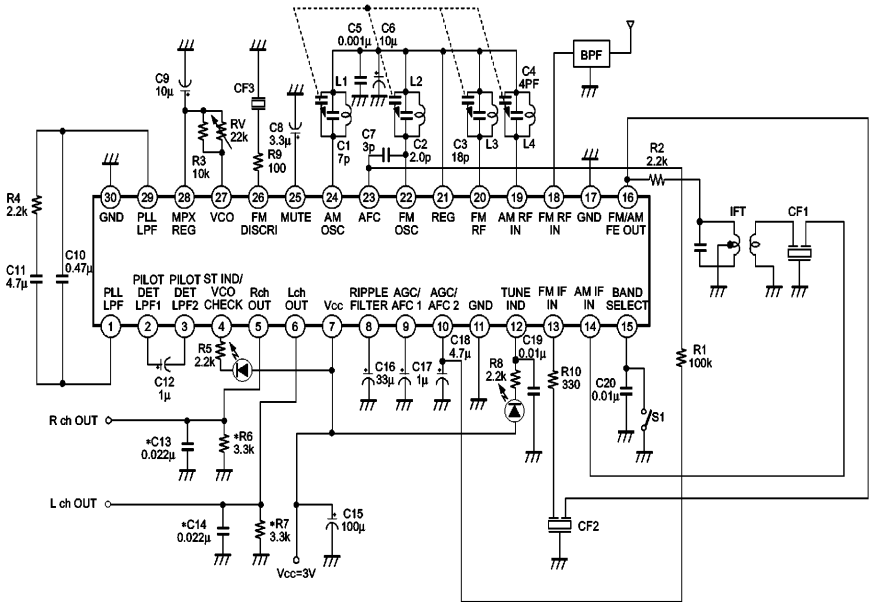 C5
0.001μ
C6
10μ
BPF
C9
10μ
CF3
L1
L2
C4
4PF
RV
22k
R3
10k
C8
3.3μ
R9
100
C1
7p
C7
3p
C2
2.0p
C3
18p
L3
L4
R2
2.2k
R4
2.2k
C11
4.7μ
C10
0.47μ
30
29
28
27
26
25
24
23
22
21
20
19
18
17
16
GND
PLL
LPF
MPX
REG
VCO
FM
DISCRI
MUTE
AM
OSC
AFC
FM
OSC
REG
FM
RF
AM RF
IN
FM RF
IN
GND
FM/AM
FE OUT
IFT
CF1
PLL
LPF
PILOT
DET
LPF1
PILOT
DET
LPF2
ST IND/
VCO
CHECK
Rch
OUT
Lch
OUT
Vcc
RIPPLE
FILTER
AGC/
AFC 1
AGC/
AFC 2
GND
TUNE
IND
FM IF
IN
AM IF
IN
BAND
SELECT
1
2
3
4
5
6
7
8
9
10
11
12
13
14
15
C12
1μ
R5
2.2k
C16
33μ
C17
1μ
C18
4.7μ
R8
2.2k
C19
0.01μ
R10
330
C20
0.01μ
S1
R1
100k
R ch OUT
*C13
0.022μ
*R6
3.3k
L ch OUT
*C14
0.022μ
*R7
3.3k
C15
100μ
Vcc=3V
CF2